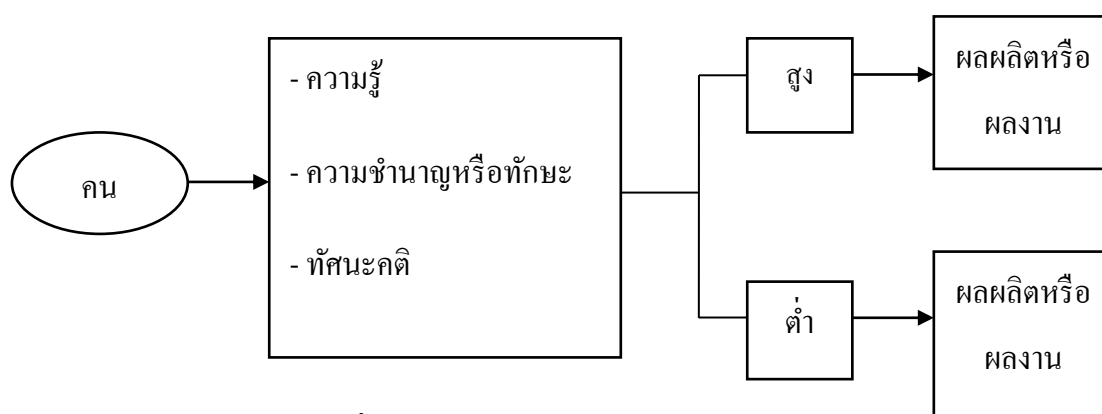 คน
- ความรู้
- ความชำนาญหรือทักษะ
- ทัศนะคติ
สูง
ผลผลิตหรือ
ผลงาน
ต่ำ
ผลผลิตหรือ
ผลงาน